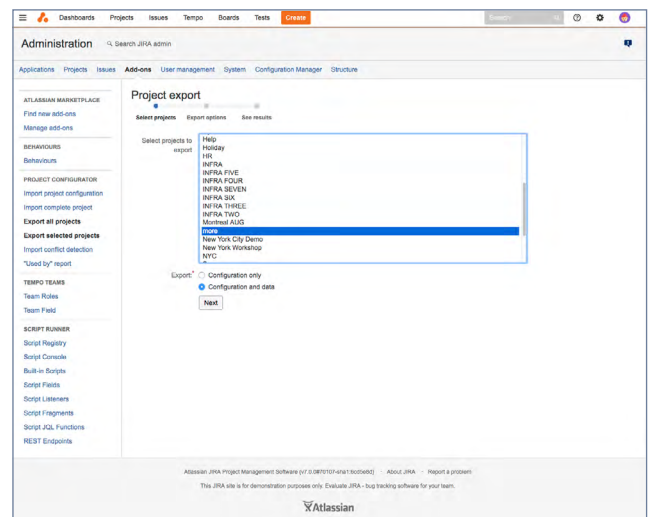 Dashboards Projects Issues Tempo Boards Tests Create Search
Administration Search JIRA admin
Applications Projects Issues Add-ons User management System Configuration Manager Structure
ATLASSIAN MARKETPLACE
Find new add-ons
Manage add-ons
BEHAVIOURS
Behaviours
PROJECT CONFIGURATOR
Import project configuration
Import complete project
Export all projects
Export selected projects
Import conflict detection
"Used by" report
TEMPO TEAMS
Team Roles
Team Field
SCRIPT RUNNER
Script Registry
Script Console
Built-in Scripts
Script Fields
Script Listeners
Script Fragments
Script JQL Functions
REST Endpoints
Project export
Select projects Export options See results
Select projects to
export
Help
Holiday
HR
INFRA
INFRA FIVE
INFRA FOUR
INFRA SEVEN
INFRA SIX
INFRA THREE
INFRA TWO
Montreal AUG
more
New York City Demo
New York Workshop
NYC
Export:* Configuration only
Configuration and data
Next
Atlassian JIRA Project Management Software · About JIRA · Report a problem
This JIRA site is for demonstration purposes only. Evaluate JIRA - bug tracking software for your team.
Atlassian